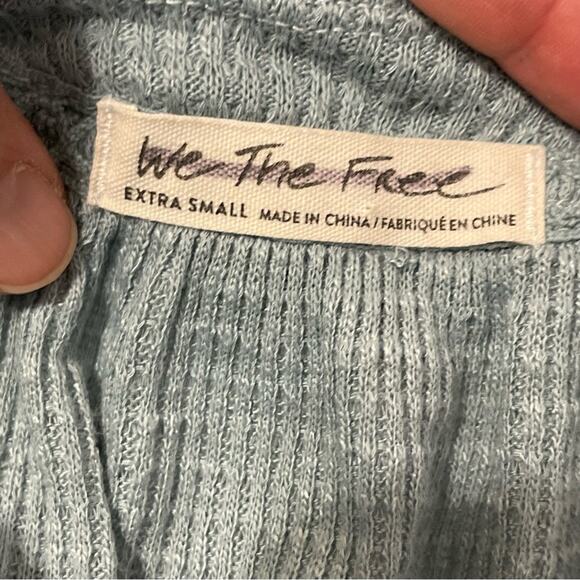 We The Free
EXTRA SMALL MADE IN CHINA / FABRIQUÉ EN CHINE